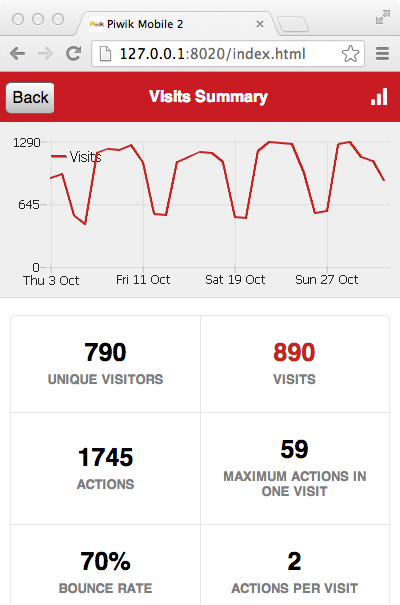 Piwik Mobile 2
127.0.0.1:8020/index.html
Back
Visits Summary
1290
Visits
645
0
Thu 3 Oct
Fri 11 Oct
Sat 19 Oct
Sun 27 Oct
790
890
UNIQUE VISITORS
VISITS
1745
59
ACTIONS
MAXIMUM ACTIONS IN
ONE VISIT
70%
2
BOUNCE RATE
ACTIONS PER VISIT